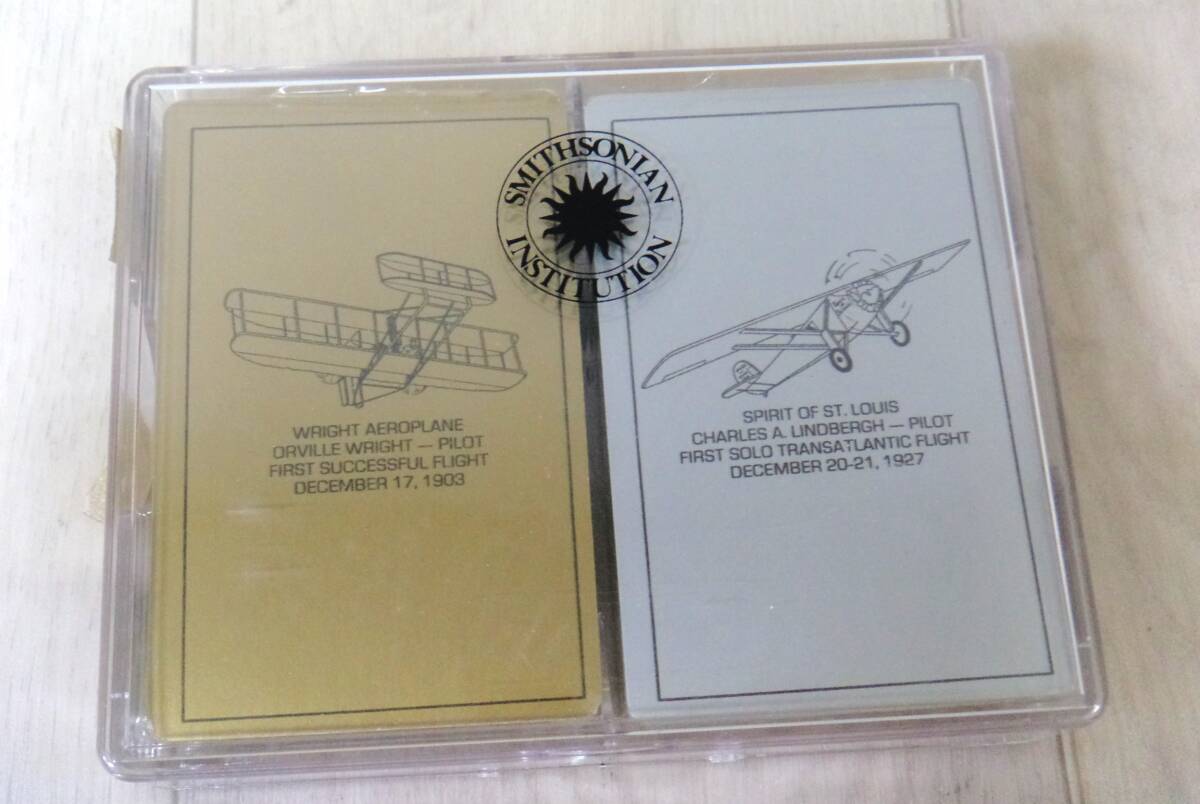 SMITHSONIAN
INSTITUTION
WRIGHT AEROPLANE
ORVILLE WRIGHT — PILOT
FIRST SUCCESSFUL FLIGHT
DECEMBER 17, 1903
SPIRIT OF ST. LOUIS
CHARLES A. LINDBERGH — PILOT
FIRST SOLO TRANSATLANTIC FLIGHT
DECEMBER 20-21, 1927